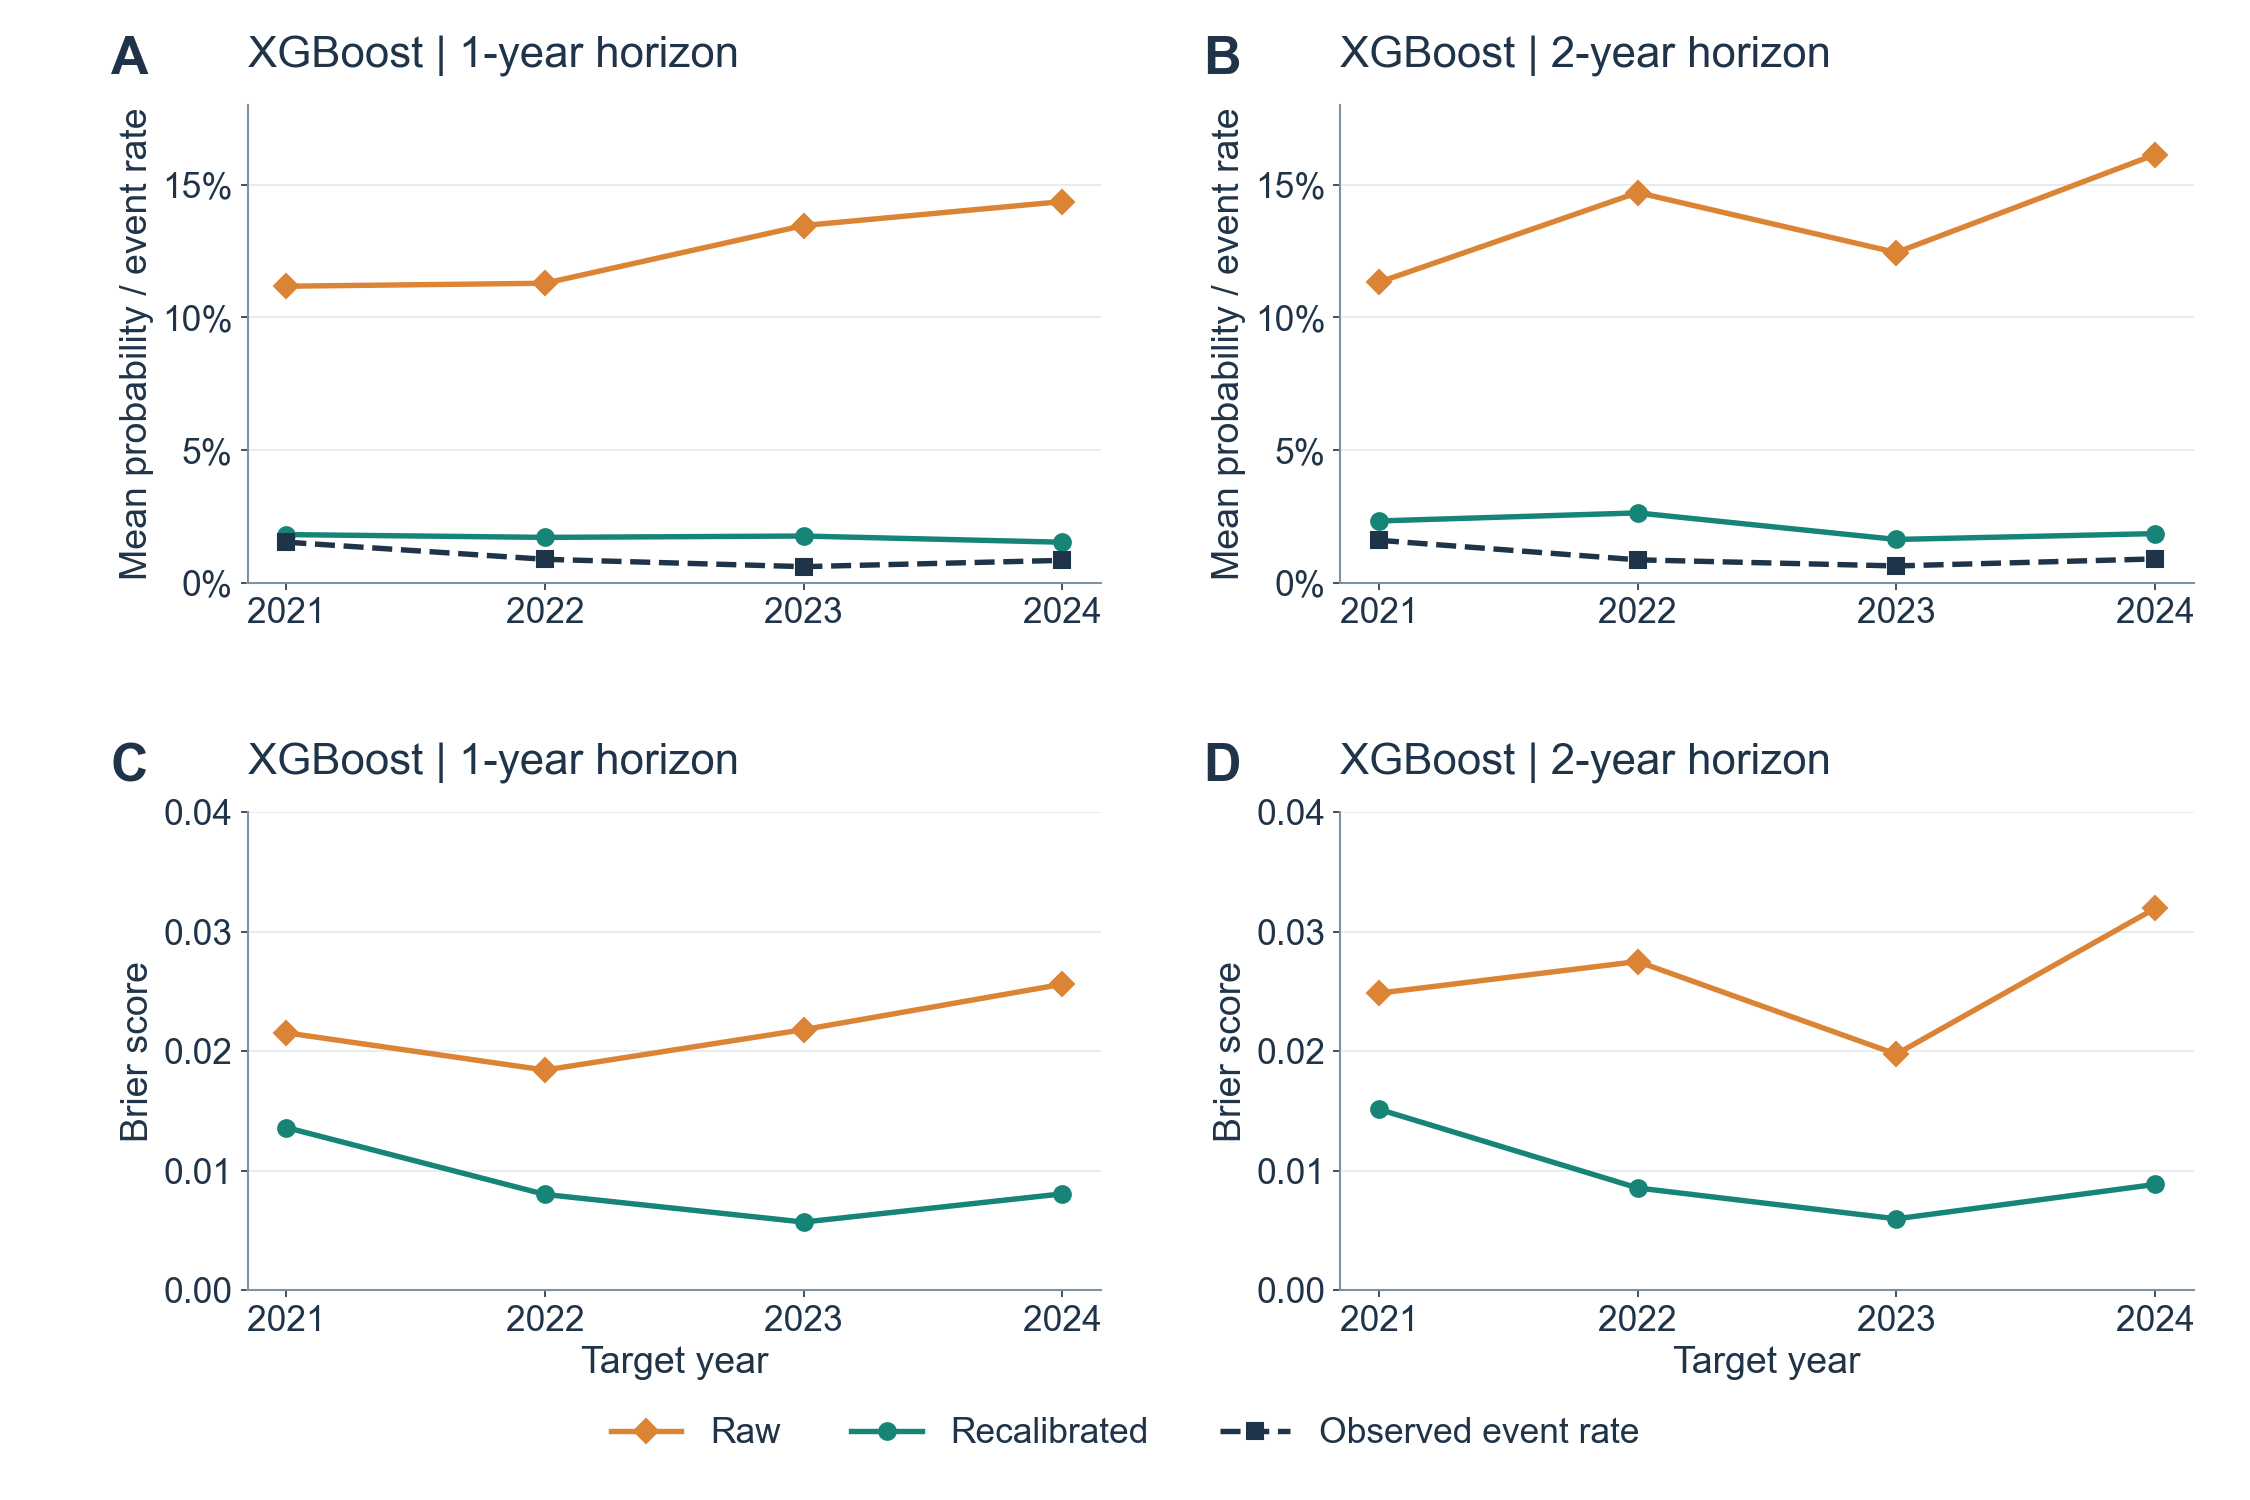 A
XGBoost | 1-year horizon
Mean probability / event rate
15%
10%
5%
0%
2021 2022 2023 2024
B
XGBoost | 2-year horizon
Mean probability / event rate
15%
10%
5%
0%
2021 2022 2023 2024
C
XGBoost | 1-year horizon
Brier score
0.04
0.03
0.02
0.01
0.00
2021 2022 2023 2024
Target year
D
XGBoost | 2-year horizon
Brier score
0.04
0.03
0.02
0.01
0.00
2021 2022 2023 2024
Target year
Raw Recalibrated Observed event rate